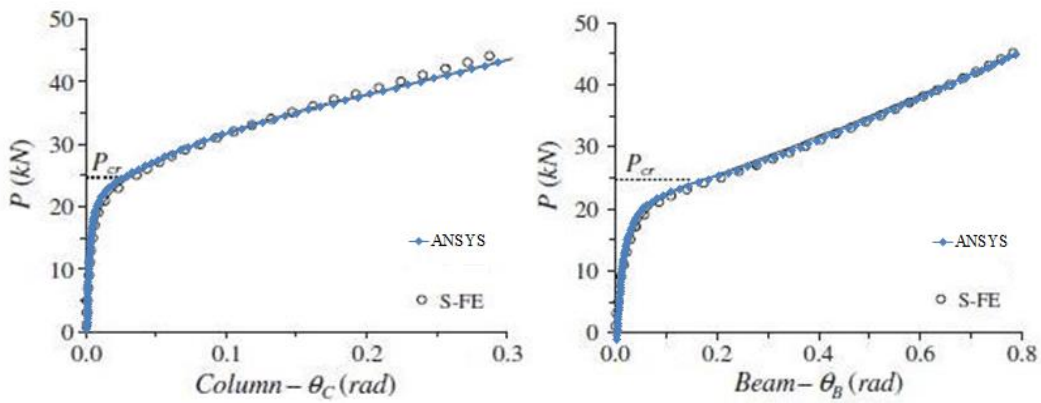 50
40
30
20
10
0
P (kN)
P_cr
ANSYS
S-FE
0.0 0.1 0.2 0.3
Column – θ_C (rad)
50
40
30
20
10
0
P (kN)
P_cr
ANSYS
S-FE
0.0 0.2 0.4 0.6 0.8
Beam – θ_B (rad)